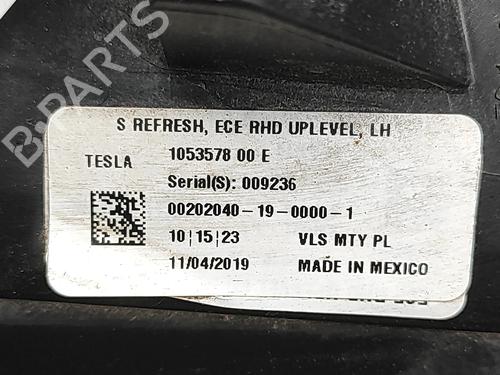 B-PARTS
S REFRESH, ECE RHD UPLEVEL, LH
TESLA 1053578 00 E
Serial(S): 009236
00202040-19-0000-1
10|15|23 VLS MTY PL
11/04/2019 MADE IN MEXICO